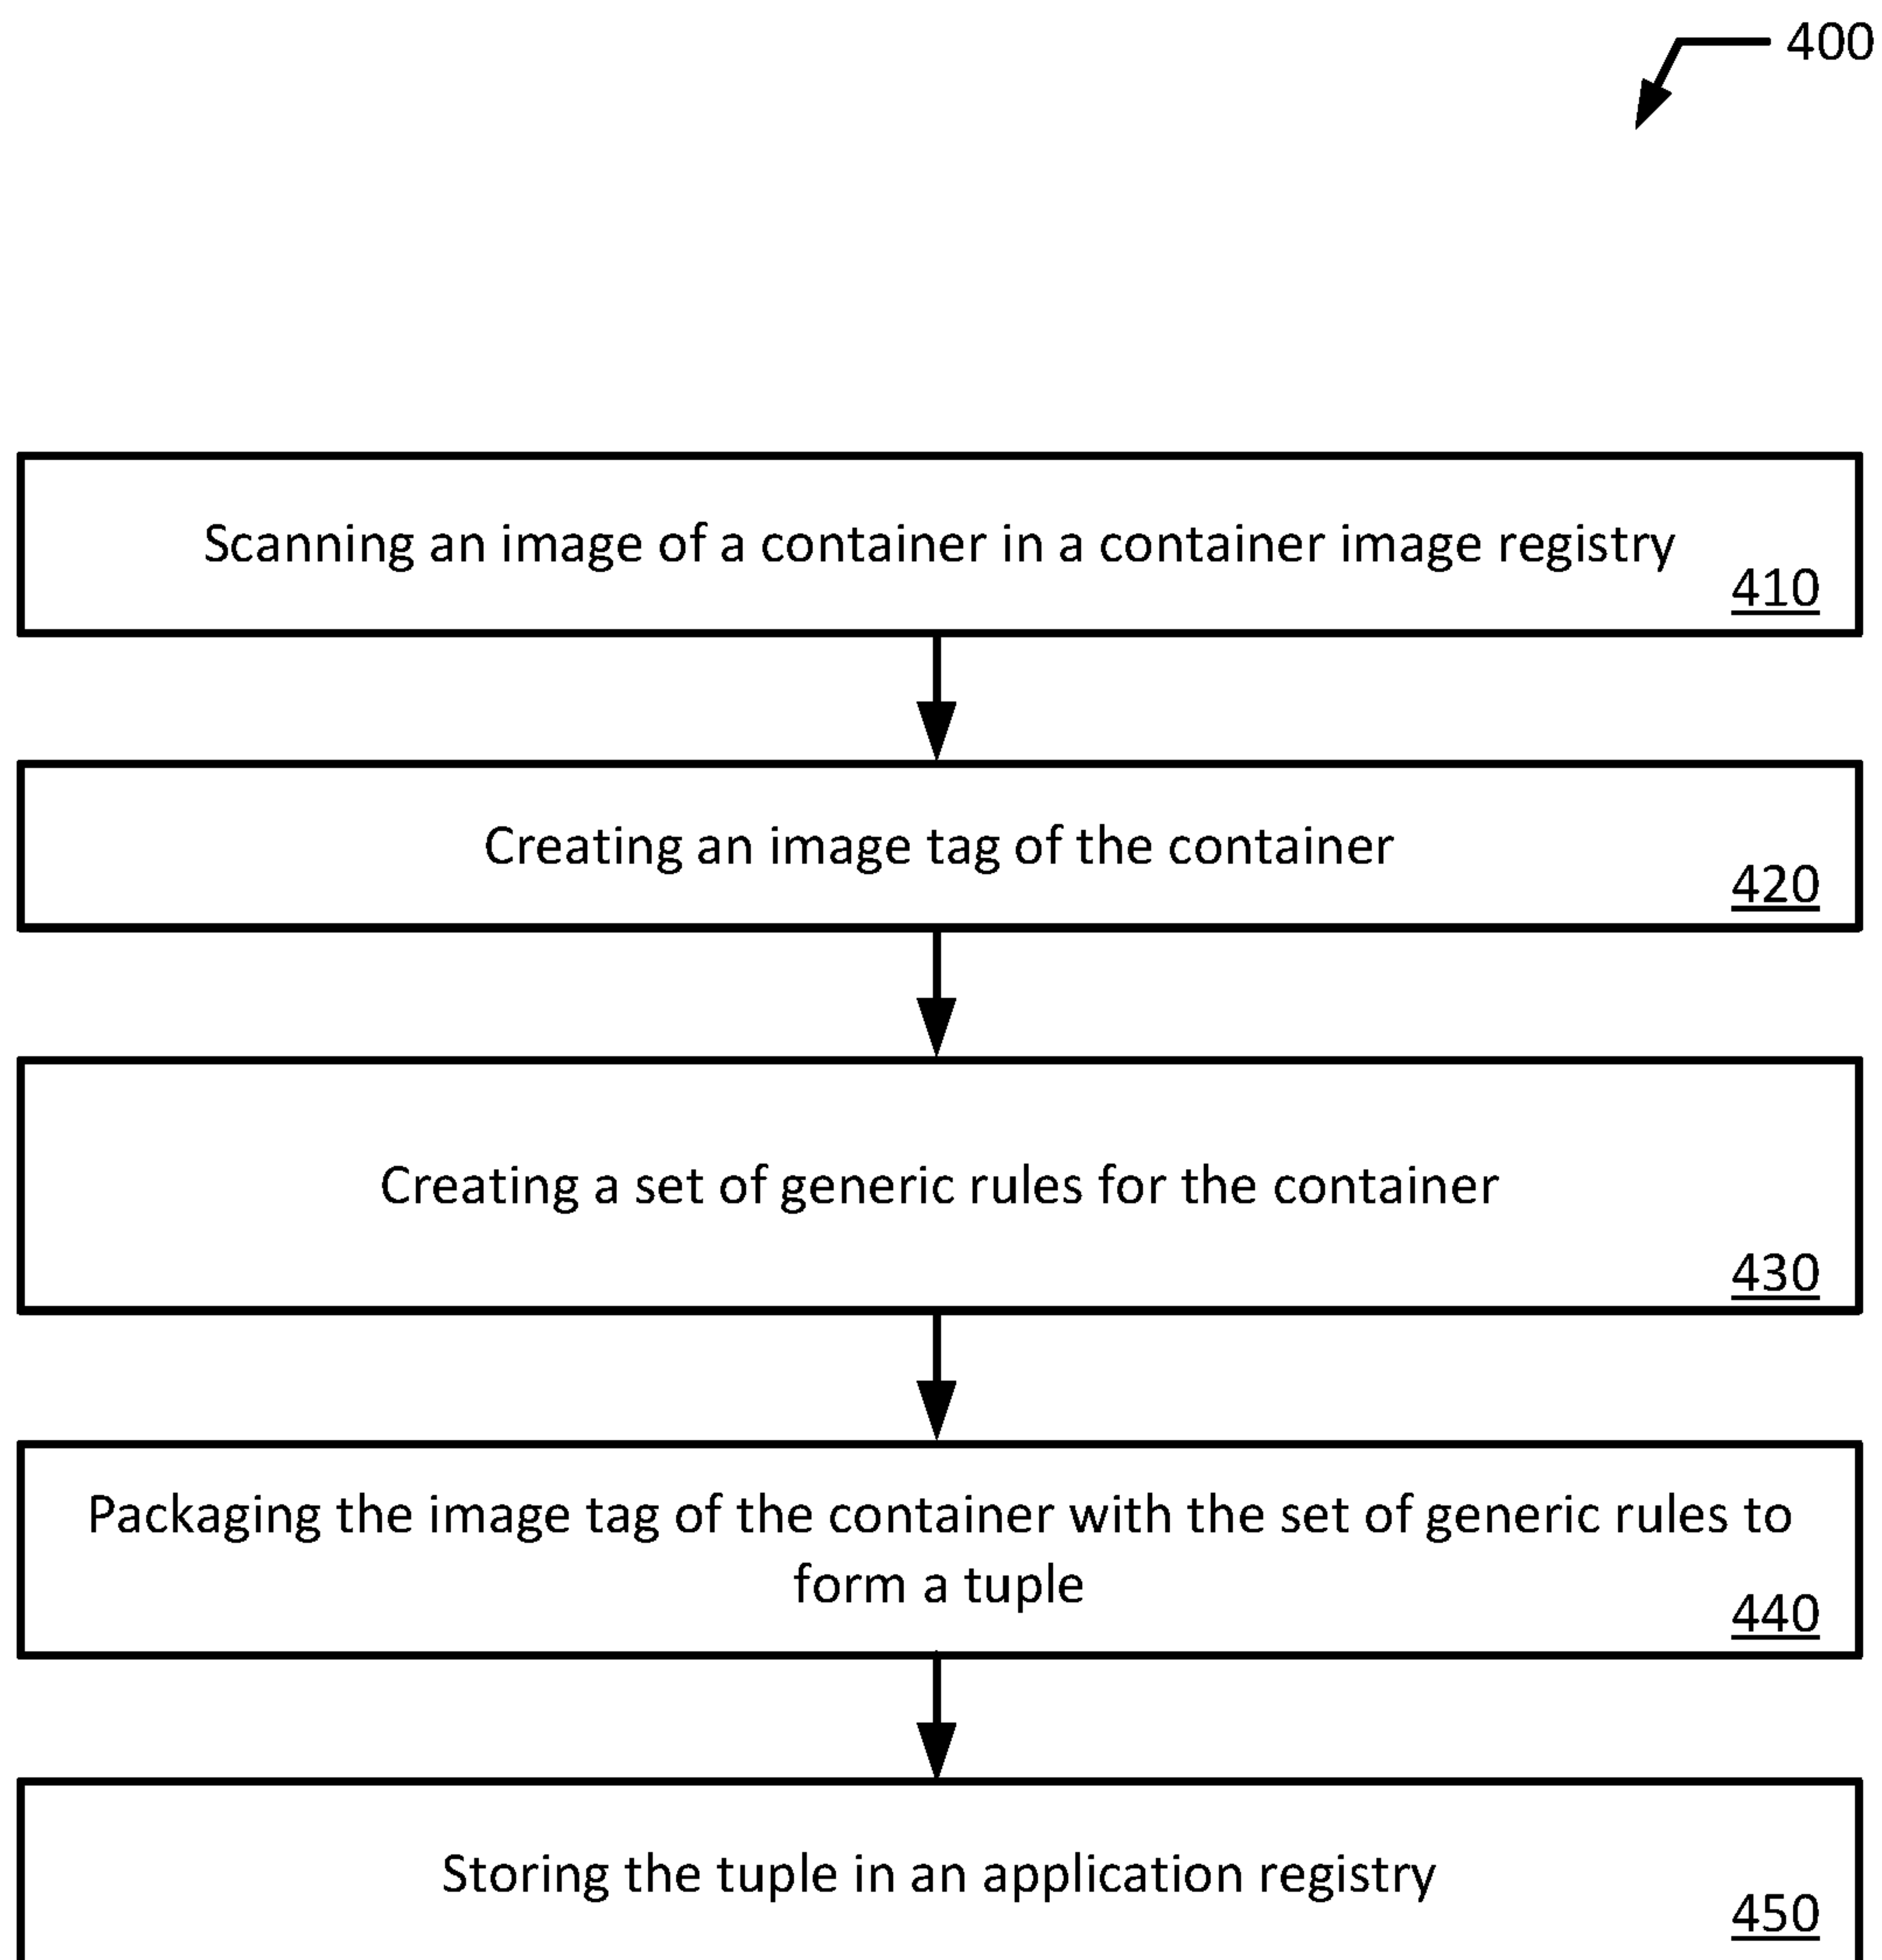 400
Scanning an image of a container in a container image registry
410
Creating an image tag of the container
420
Creating a set of generic rules for the container
430
Packaging the image tag of the container with the set of generic rules to
form a tuple
440
Storing the tuple in an application registry
450